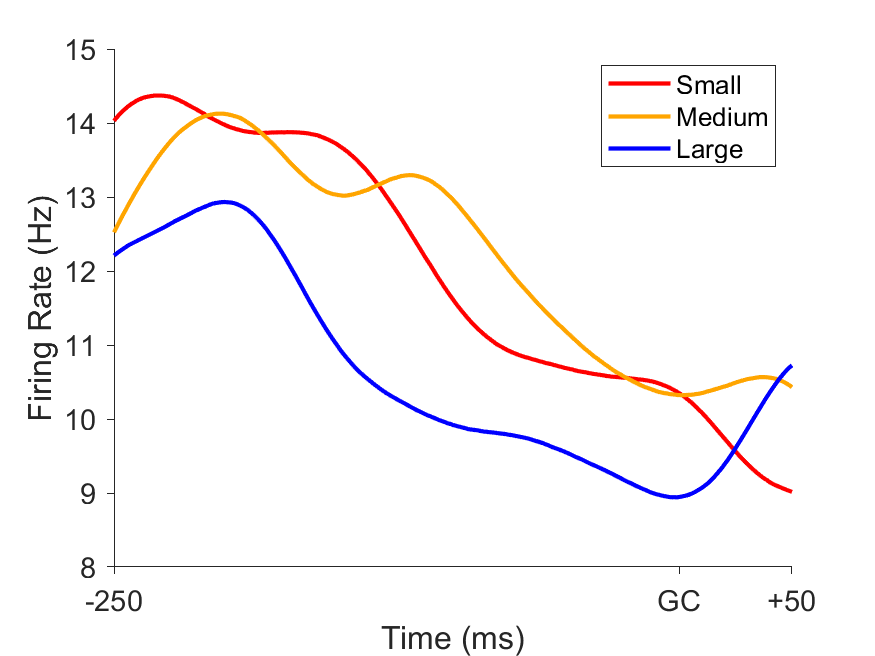 15
14
13
12
11
10
9
8
Firing Rate (Hz)
Small
Medium
Large
-250
GC
+50
Time (ms)